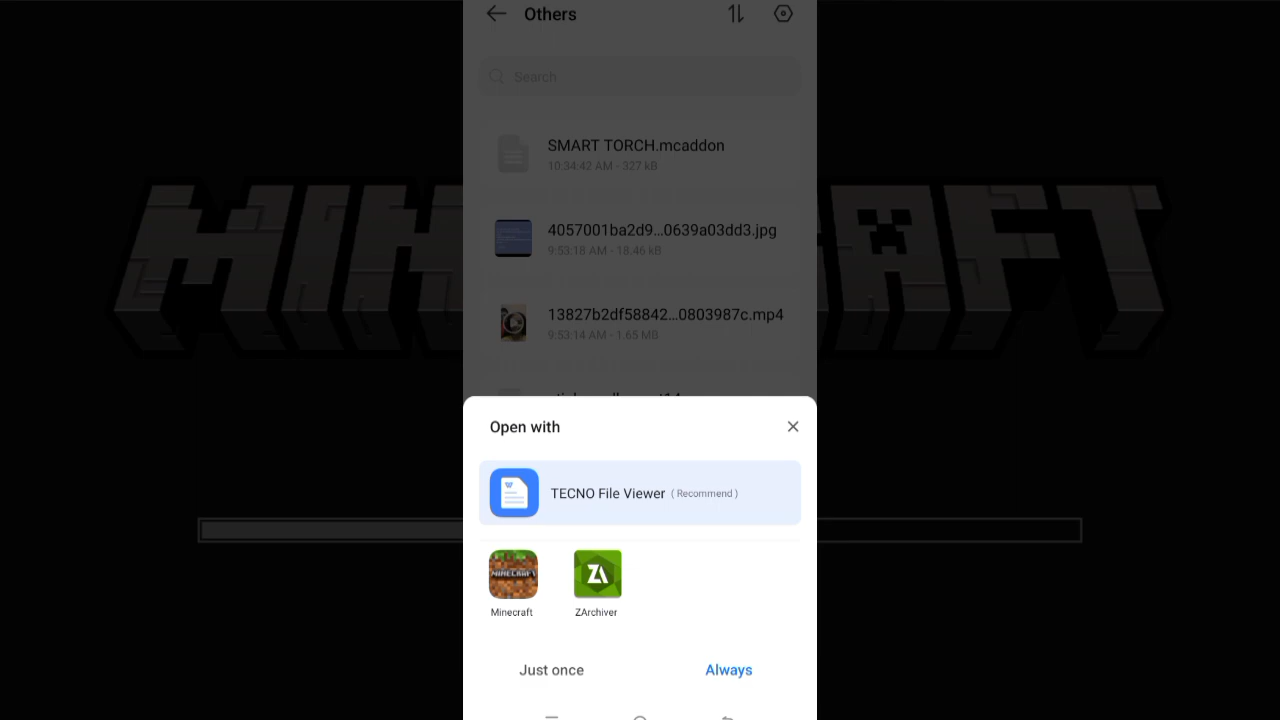 Others
Search
SMART TORCH.mcaddon
10:34:42 AM - 327 kB
4057001ba2d9...0639a03dd3.jpg
9:53:18 AM - 18.46 kB
13827b2df58842...0803987c.mp4
9:53:14 AM - 1.65 MB
Open with
TECNO File Viewer ( Recommend )
MINECRAFT
Minecraft
ZA
ZArchiver
Just once
Always